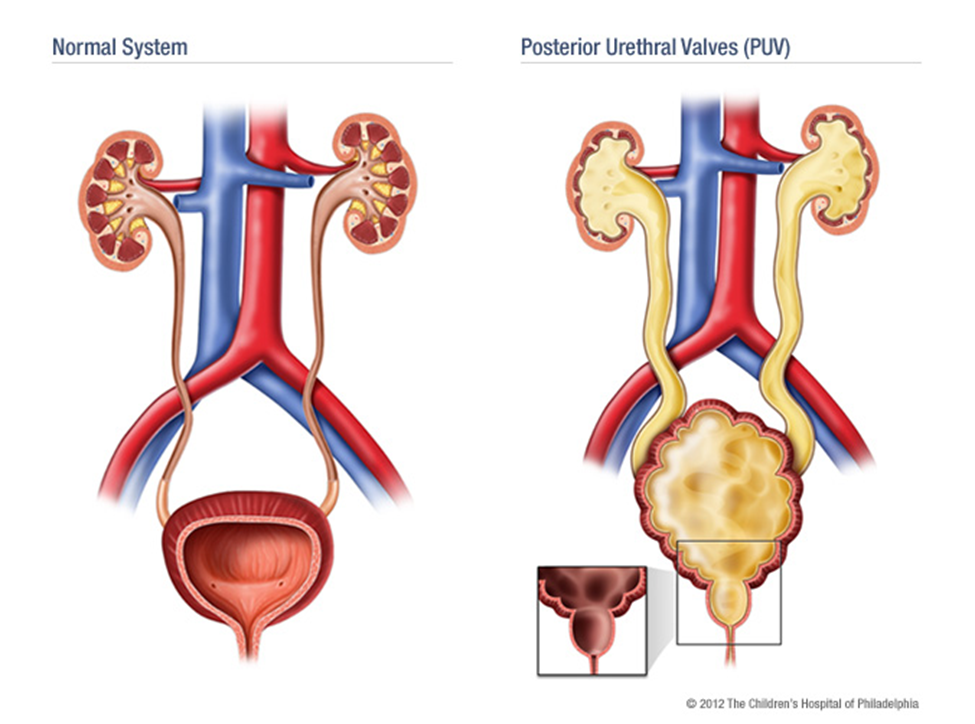 Normal System
Posterior Urethral Valves (PUV)
© 2012 The Children's Hospital of Philadelphia